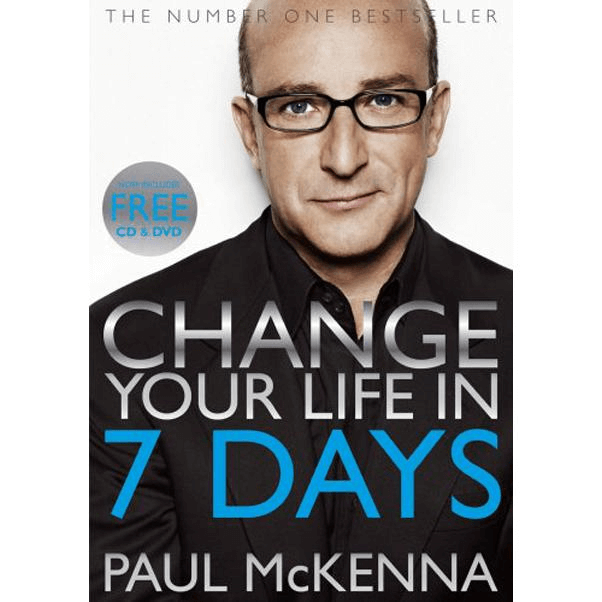 THE NUMBER ONE BESTSELLER
NOW INCLUDES
FREE
CD & DVD
CHANGE
YOUR LIFE IN
7 DAYS
PAUL McKENNA